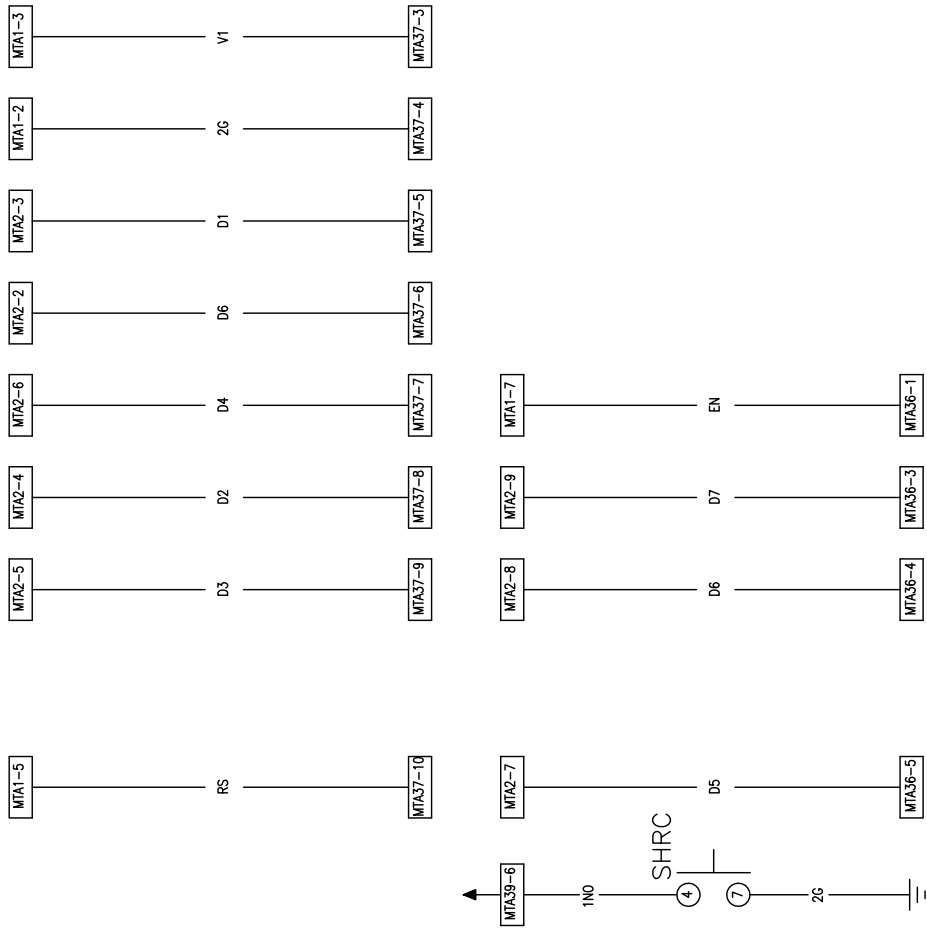 MTA1-3
V1
MTA37-3
MTA1-2
2G
MTA37-4
MTA2-3
D1
MTA37-5
MTA2-2
D6
MTA37-6
MTA2-6
D4
MTA37-7
MTA1-7
EN
MTA36-1
MTA2-4
D2
MTA37-8
MTA2-9
D7
MTA36-3
MTA2-5
D3
MTA37-9
MTA2-8
D6
MTA36-4
MTA1-5
RS
MTA37-10
MTA2-7
D5
MTA36-5
SHRC
MTA39-6
1NO
4
7
2G